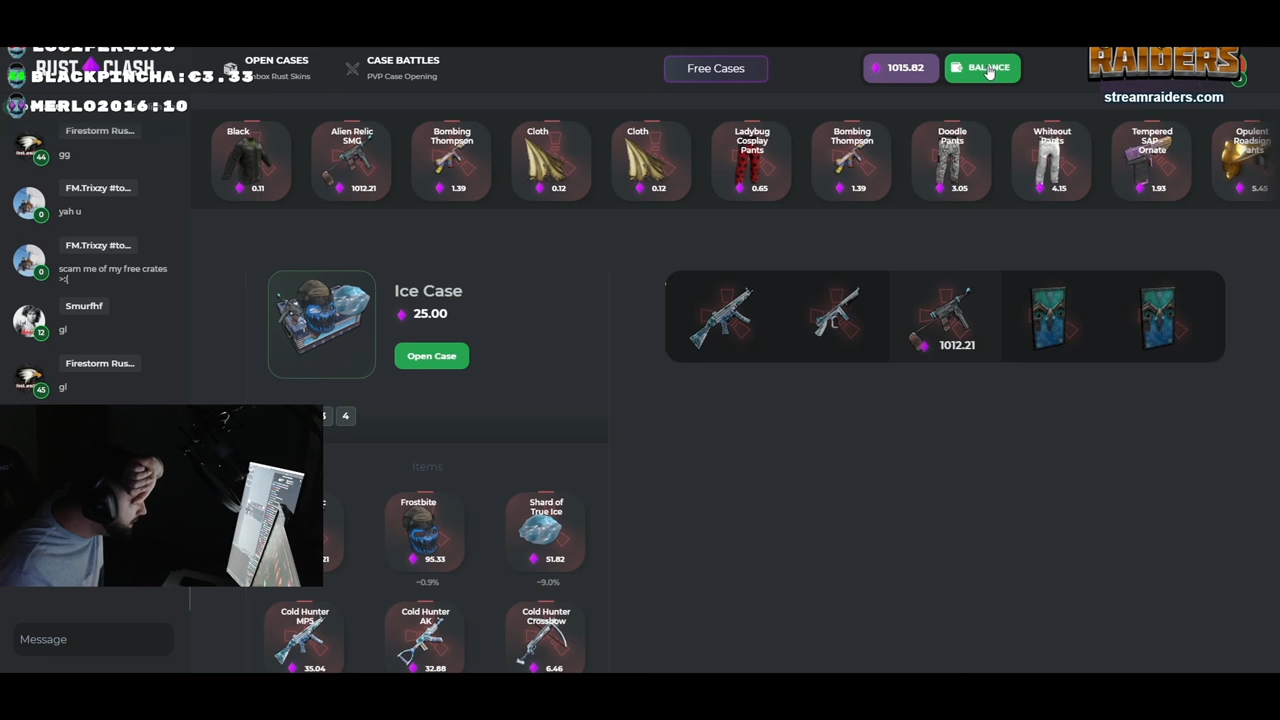 RUST CLASH
BLACKPINCHA:€3.33
MERLO2016:10
OPEN CASES
Unbox Rust Skins
CASE BATTLES
PVP Case Opening
Free Cases
1015.82
BALANCE
RAIDERS
streamraiders.com
Firestorm Rus...
44
gg
FM.Trixzy #to...
0
yah u
FM.Trixzy #to...
0
scam me of my free crates
>:(
Smurfhf
12
gl
Firestorm Rus...
45
gl
Message
Black
0.11
Alien Relic
SMG
1012.21
Bombing
Thompson
1.39
Cloth
0.12
Cloth
0.12
Ladybug
Cosplay
Pants
0.65
Bombing
Thompson
1.39
Doodle
Pants
3.05
Whiteout
Pants
4.15
Tempered
SAP
Ornate
1.93
Opulent
Roadsign
Pants
5.45
Ice Case
25.00
Open Case
4
1012.21
Items
Frostbite
95.33
~0.9%
Shard of
True Ice
51.82
~9.0%
Cold Hunter
MP5
35.04
Cold Hunter
AK
32.88
Cold Hunter
Crossbow
6.46